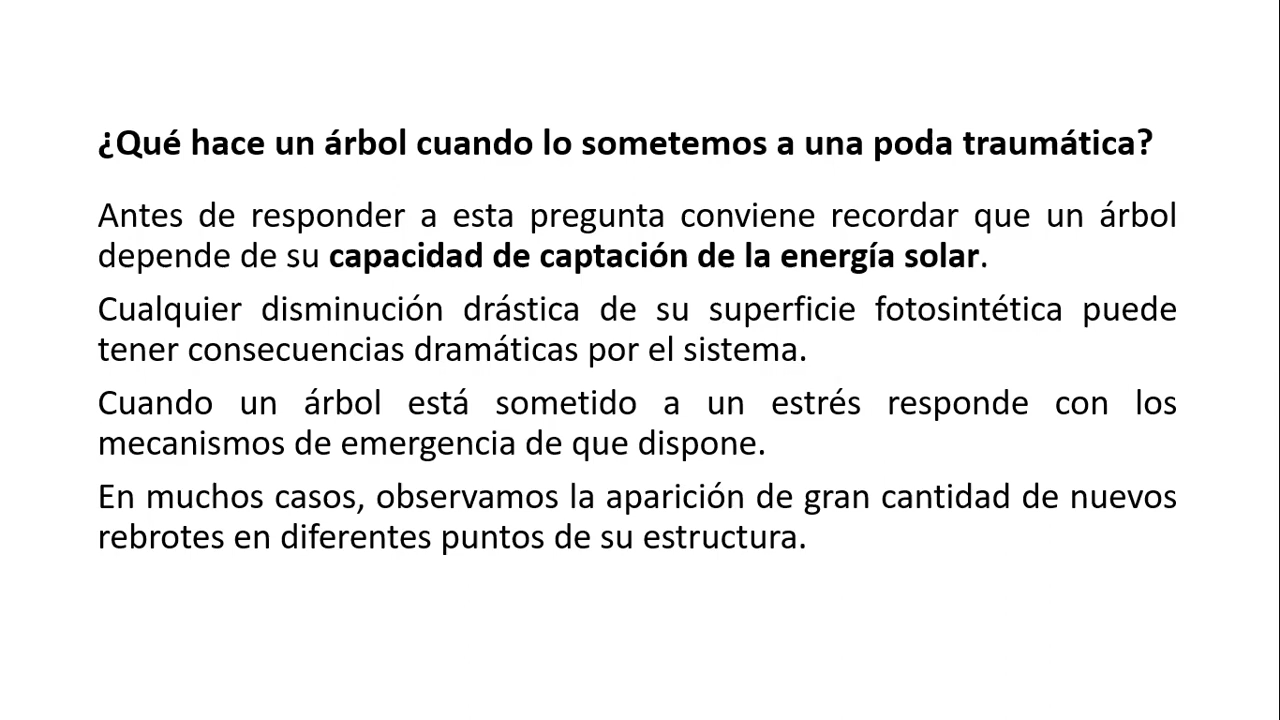 ¿Qué hace un árbol cuando lo sometemos a una poda traumática?
Antes de responder a esta pregunta conviene recordar que un árbol
depende de su capacidad de captación de la energía solar.
Cualquier disminución drástica de su superficie fotosintética puede
tener consecuencias dramáticas por el sistema.
Cuando un árbol está sometido a un estrés responde con los
mecanismos de emergencia de que dispone.
En muchos casos, observamos la aparición de gran cantidad de nuevos
rebrotes en diferentes puntos de su estructura.